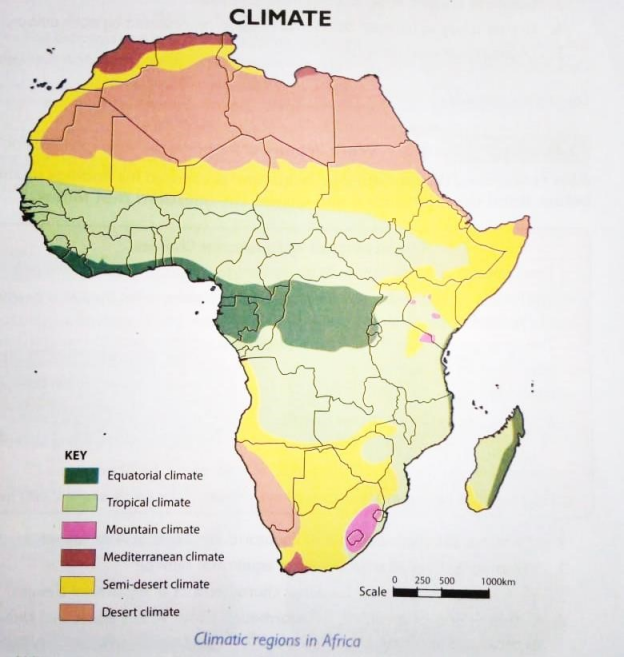 CLIMATE
KEY
Equatorial climate
Tropical climate
Mountain climate
Mediterranean climate
Semi-desert climate
Desert climate
Scale 0 250 500 1000km
Climatic regions in Africa